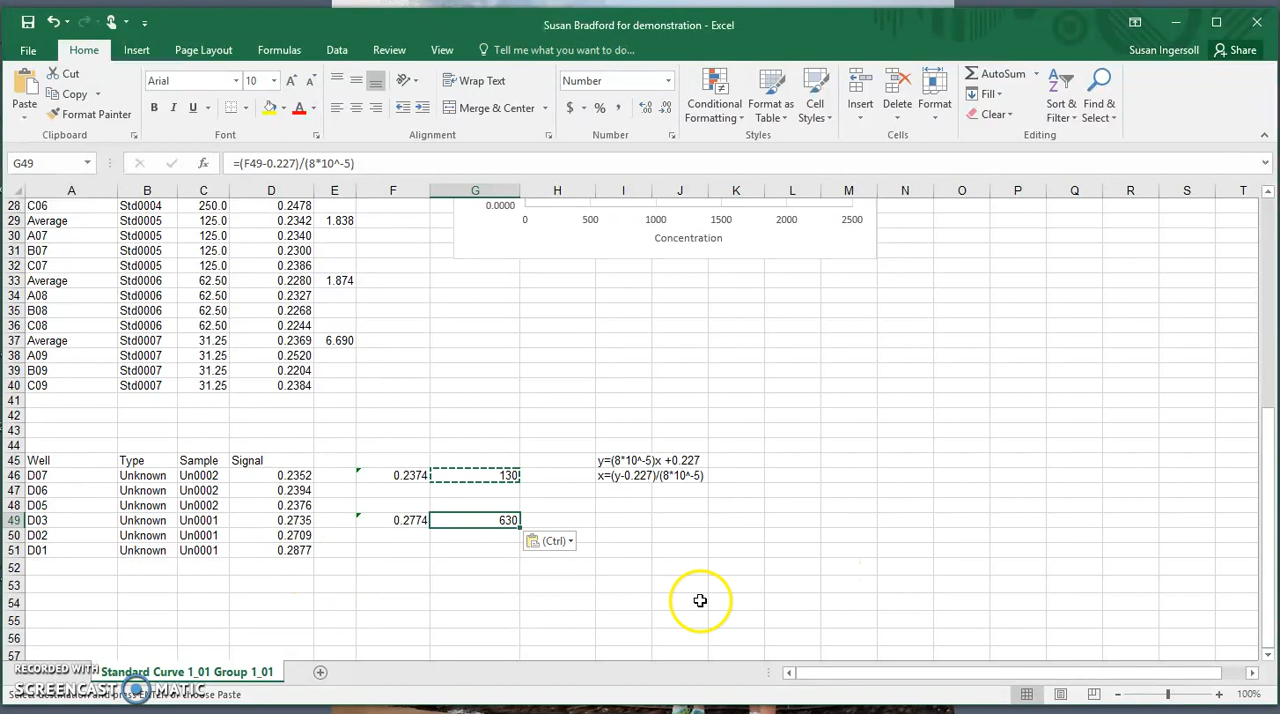 Susan Bradford for demonstration - Excel
File Home Insert Page Layout Formulas Data Review View Tell me what you want to do... Susan Ingersoll Share
Paste Cut Copy Format Painter Clipboard
Arial 10 A A B I U A Font
Wrap Text Merge & Center Alignment
Number $ % , Number
Conditional Formatting Format as Table Cell Styles Styles
Insert Delete Format Cells
AutoSum Fill Clear Sort & Filter Find & Select Editing
G49 fx =(F49-0.227)/(8*10^-5)
A B C D E F G H I J K L M N O P Q R S T
28 C06 Std0004 250.0 0.2478 0.0000
29 Average Std0005 125.0 0.2342 1.838 0 500 1000 1500 2000 2500
30 A07 Std0005 125.0 0.2340 Concentration
31 B07 Std0005 125.0 0.2300
32 C07 Std0005 125.0 0.2386
33 Average Std0006 62.50 0.2280 1.874
34 A08 Std0006 62.50 0.2327
35 B08 Std0006 62.50 0.2268
36 C08 Std0006 62.50 0.2244
37 Average Std0007 31.25 0.2369 6.690
38 A09 Std0007 31.25 0.2520
39 B09 Std0007 31.25 0.2204
40 C09 Std0007 31.25 0.2384
41
42
43
44
45 Well Type Sample Signal y=(8*10^-5)x +0.227
46 D07 Unknown Un0002 0.2352 0.2374 130 x=(y-0.227)/(8*10^-5)
47 D06 Unknown Un0002 0.2394
48 D05 Unknown Un0002 0.2376
49 D03 Unknown Un0001 0.2735 0.2774 630
50 D02 Unknown Un0001 0.2709 (Ctrl)
51 D01 Unknown Un0001 0.2877
52
53
54
55
56
57
RECORDED WITH
SCREENCAST MATIC
Standard Curve 1_01 Group 1_01
Select destination and press ENTER or choose Paste 100%